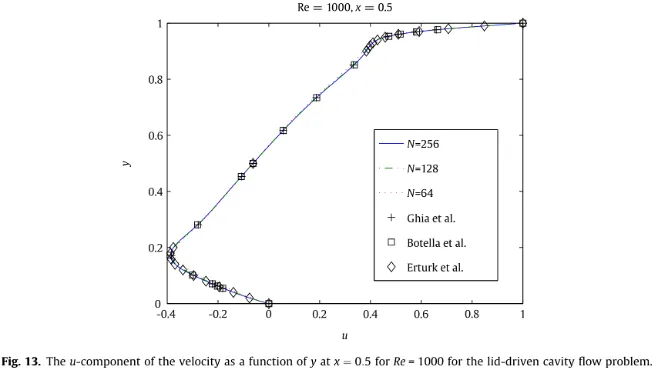 Re = 1000, x = 0.5
1
0.8
0.6
0.4
0.2
0
y
N=256
N=128
N=64
Ghia et al.
Botella et al.
Erturk et al.
-0.4 -0.2 0 0.2 0.4 0.6 0.8 1
u
Fig. 13. The u-component of the velocity as a function of y at x = 0.5 for Re = 1000 for the lid-driven cavity flow problem.